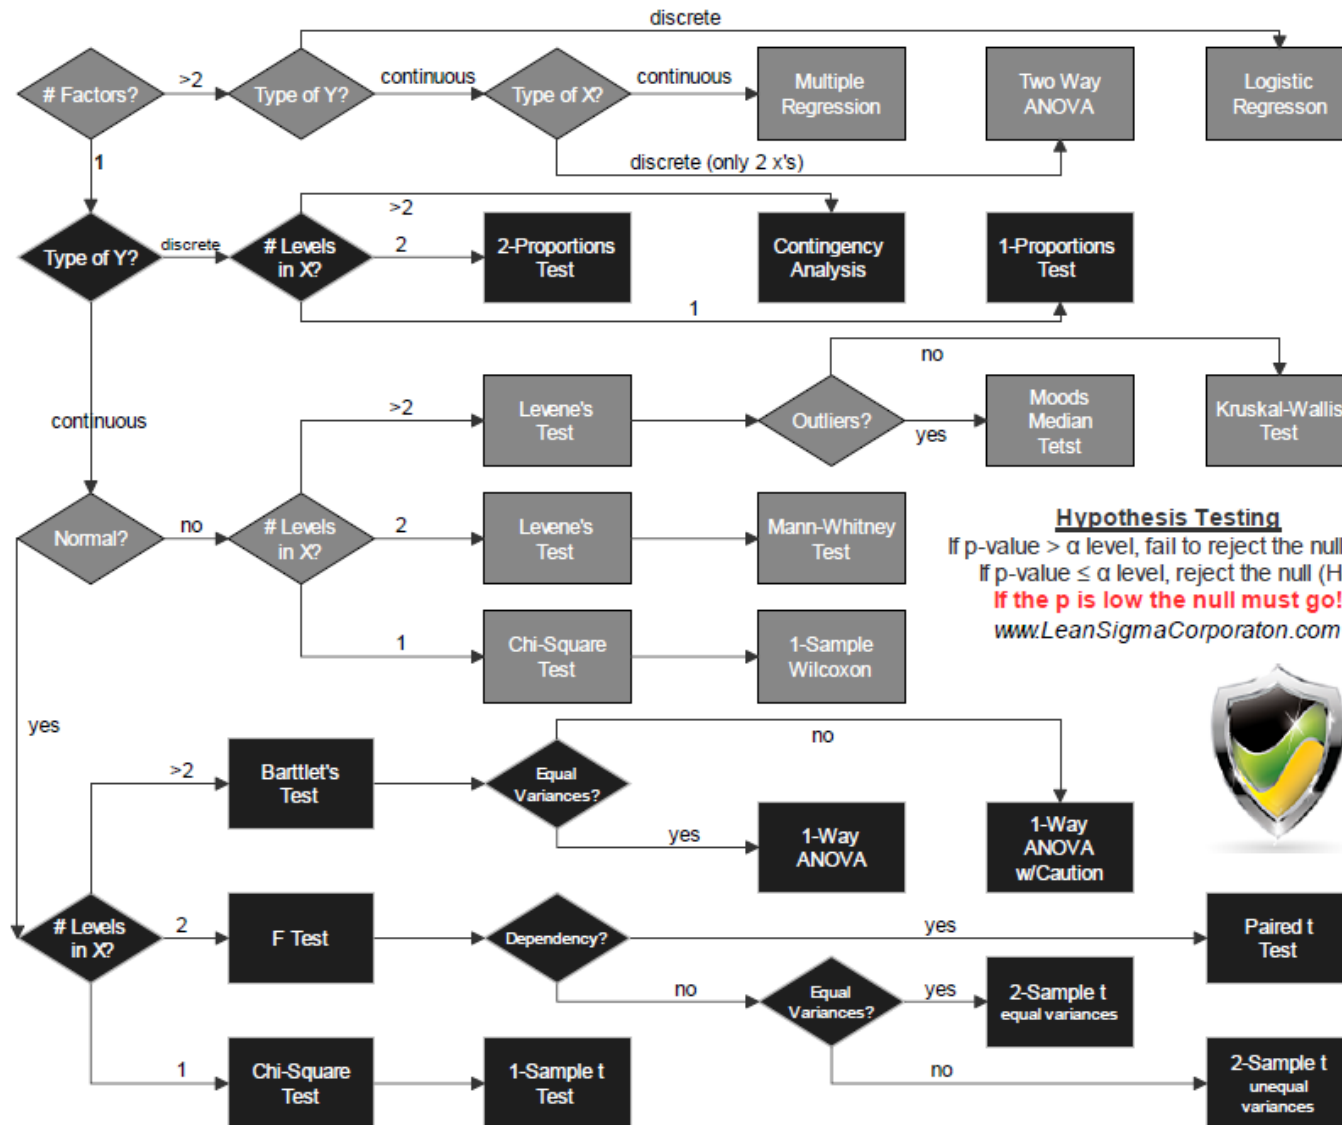 discrete
# Factors?
>2
Type of Y?
continuous
Type of X?
continuous
Multiple
Regression
Two Way
ANOVA
Logistic
Regresson
1
discrete (only 2 x's)
>2
Type of Y?
discrete
# Levels
in X?
2
2-Proportions
Test
Contingency
Analysis
1-Proportions
Test
1
no
continuous
>2
Levene's
Test
Outliers?
yes
Moods
Median
Tetst
Kruskal-Wallis
Test
Normal?
no
# Levels
in X?
2
Levene's
Test
Mann-Whitney
Test
Hypothesis Testing
If p-value > α level, fail to reject the null
If p-value ≤ α level, reject the null (H
If the p is low the null must go!
www.LeanSigmaCorporaton.com
1
Chi-Square
Test
1-Sample
Wilcoxon
yes
no
>2
Barttlet's
Test
Equal
Variances?
yes
1-Way
ANOVA
1-Way
ANOVA
w/Caution
# Levels
in X?
2
F Test
Dependency?
yes
Paired t
Test
no
Equal
Variances?
yes
2-Sample t
equal variances
1
Chi-Square
Test
1-Sample t
Test
no
2-Sample t
unequal
variances